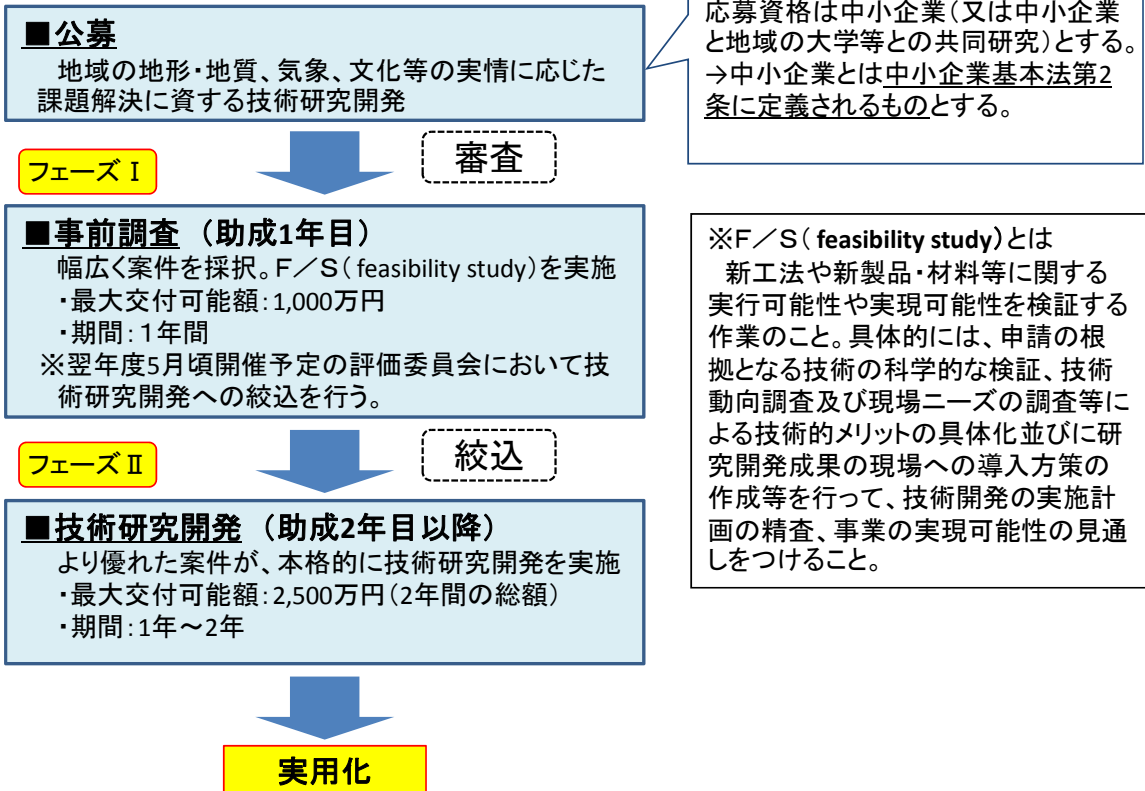 ■公募
地域の地形・地質、気象、文化等の実情に応じた
課題解決に資する技術研究開発
応募資格は中小企業(又は中小企業
と地域の大学等との共同研究)とする。
→中小企業とは中小企業基本法第2
条に定義されるものとする。
フェーズⅠ
審査
■事前調査 (助成1年目)
幅広く案件を採択。F/S( feasibility study)を実施
・最大交付可能額:1,000万円
・期間:1年間
※翌年度5月頃開催予定の評価委員会において技
術研究開発への絞込を行う。
※F/S( feasibility study)とは
新工法や新製品・材料等に関する
実行可能性や実現可能性を検証する
作業のこと。具体的には、申請の根
拠となる技術の科学的な検証、技術
動向調査及び現場ニーズの調査等に
よる技術的メリットの具体化並びに研
究開発成果の現場への導入方策の
作成等を行って、技術開発の実施計
画の精査、事業の実現可能性の見通
しをつけること。
フェーズⅡ
絞込
■技術研究開発 (助成2年目以降)
より優れた案件が、本格的に技術研究開発を実施
・最大交付可能額:2,500万円(2年間の総額)
・期間:1年~2年
実用化